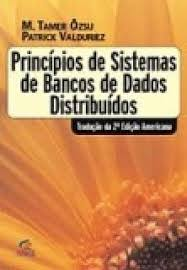 M. TAMER ÖZSU
PATRICK VALDURIEZ
Princípios de Sistemas
de Bancos de Dados
Distribuídos
Tradução da 2ª Edição Americana